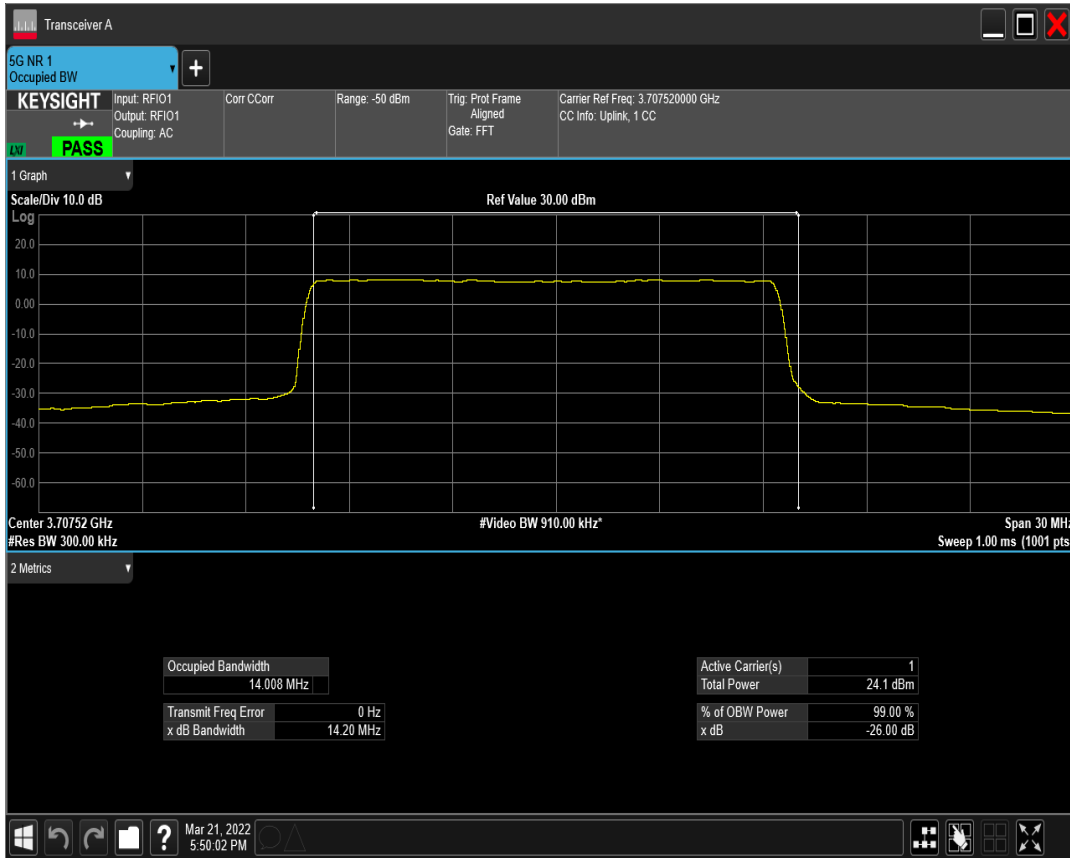 Transceiver A
5G NR 1
Occupied BW
+
KEYSIGHT
LXI
PASS
Input: RFIO1
Output: RFIO1
Coupling: AC
Corr CCorr
Range: -50 dBm
Trig: Prot Frame
Aligned
Gate: FFT
Carrier Ref Freq: 3.707520000 GHz
CC Info: Uplink, 1 CC
1 Graph
Scale/Div 10.0 dB
Ref Value 30.00 dBm
Log
20.0
10.0
0.00
-10.0
-20.0
-30.0
-40.0
-50.0
-60.0
Center 3.70752 GHz
#Video BW 910.00 kHz*
Span 30 MHz
#Res BW 300.00 kHz
Sweep 1.00 ms (1001 pts
2 Metrics
Occupied Bandwidth
14.008 MHz
Transmit Freq Error 0 Hz
x dB Bandwidth 14.20 MHz
Active Carrier(s) 1
Total Power 24.1 dBm
% of OBW Power 99.00 %
x dB -26.00 dB
?
Mar 21, 2022
5:50:02 PM